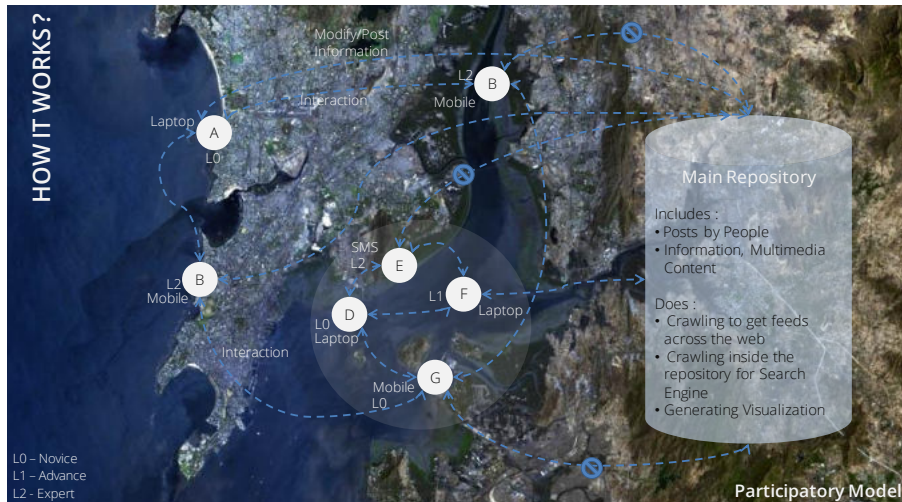 HOW IT WORKS ?
Modify/Post
Information
L2
B
Mobile
Interaction
Laptop
A
L0
SMS
L2
E
B
L2
Mobile
L1
F
Laptop
D
L0
Laptop
Interaction
G
Mobile
L0
Main Repository
Includes :
• Posts by People
• Information, Multimedia
Content
Does :
• Crawling to get feeds
across the web
• Crawling inside the
repository for Search
Engine
• Generating Visualization
L0 – Novice
L1 – Advance
L2 - Expert
Participatory Model